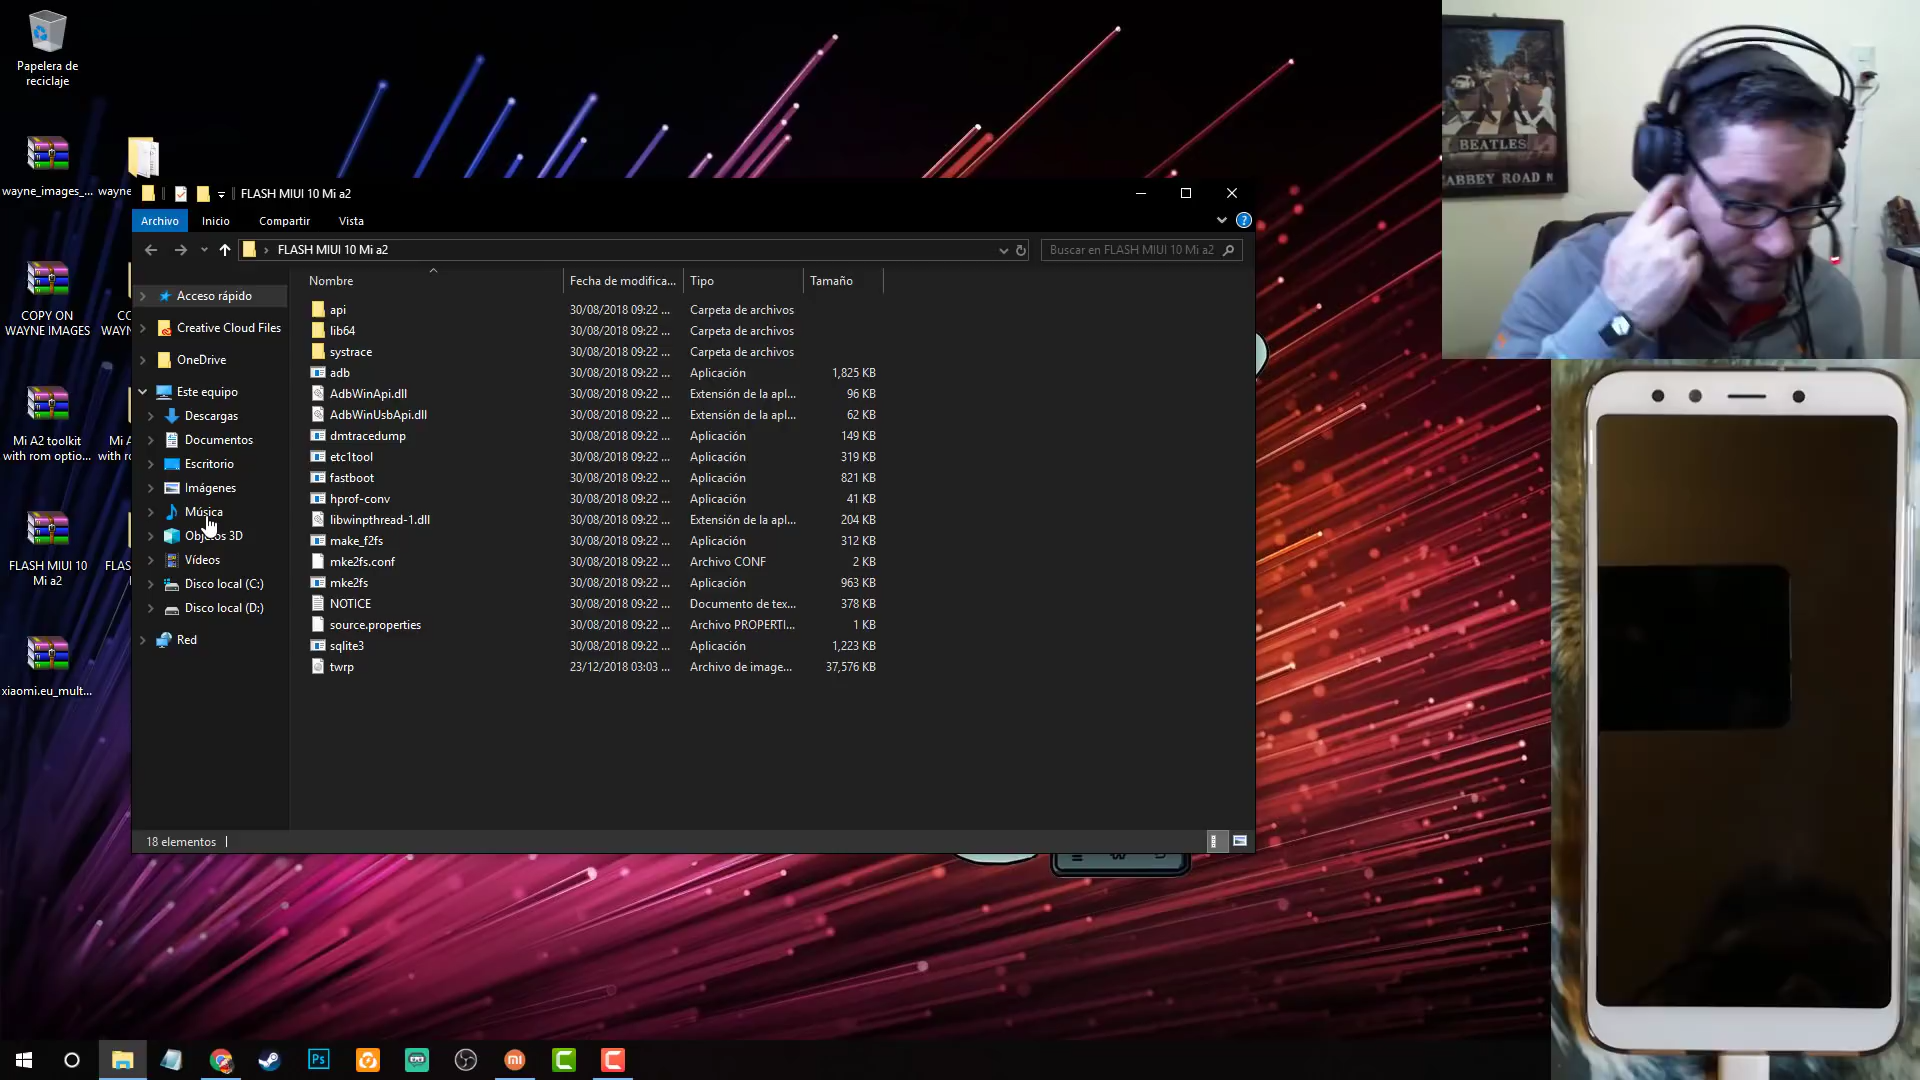 Papelera de
reciclaje
wayne_images_...
wayne
COPY ON
WAYNE IMAGES
Mi A2 toolkit
with rom optio...
FLASH MIUI 10
Mi a2
xiaomi.eu_mult...
FLASH MIUI 10 Mi a2
Archivo Inicio Compartir Vista
FLASH MIUI 10 Mi a2
Buscar en FLASH MIUI 10 Mi a2
Nombre Fecha de modifica... Tipo Tamaño
Acceso rápido
Creative Cloud Files
OneDrive
Este equipo
Descargas
Documentos
Escritorio
Imágenes
Música
Objetos 3D
Vídeos
Disco local (C:)
Disco local (D:)
Red
api 30/08/2018 09:22 ... Carpeta de archivos
lib64 30/08/2018 09:22 ... Carpeta de archivos
systrace 30/08/2018 09:22 ... Carpeta de archivos
adb 30/08/2018 09:22 ... Aplicación 1,825 KB
AdbWinApi.dll 30/08/2018 09:22 ... Extensión de la apl... 96 KB
AdbWinUsbApi.dll 30/08/2018 09:22 ... Extensión de la apl... 62 KB
dmtracedump 30/08/2018 09:22 ... Aplicación 149 KB
etc1tool 30/08/2018 09:22 ... Aplicación 319 KB
fastboot 30/08/2018 09:22 ... Aplicación 821 KB
hprof-conv 30/08/2018 09:22 ... Aplicación 41 KB
libwinpthread-1.dll 30/08/2018 09:22 ... Extensión de la apl... 204 KB
make_f2fs 30/08/2018 09:22 ... Aplicación 312 KB
mke2fs.conf 30/08/2018 09:22 ... Archivo CONF 2 KB
mke2fs 30/08/2018 09:22 ... Aplicación 963 KB
NOTICE 30/08/2018 09:22 ... Documento de tex... 378 KB
source.properties 30/08/2018 09:22 ... Archivo PROPERTI... 1 KB
sqlite3 30/08/2018 09:22 ... Aplicación 1,223 KB
twrp 23/12/2018 03:03 ... Archivo de image... 37,576 KB
18 elementos
BEATLES
ABBEY ROAD
Ps